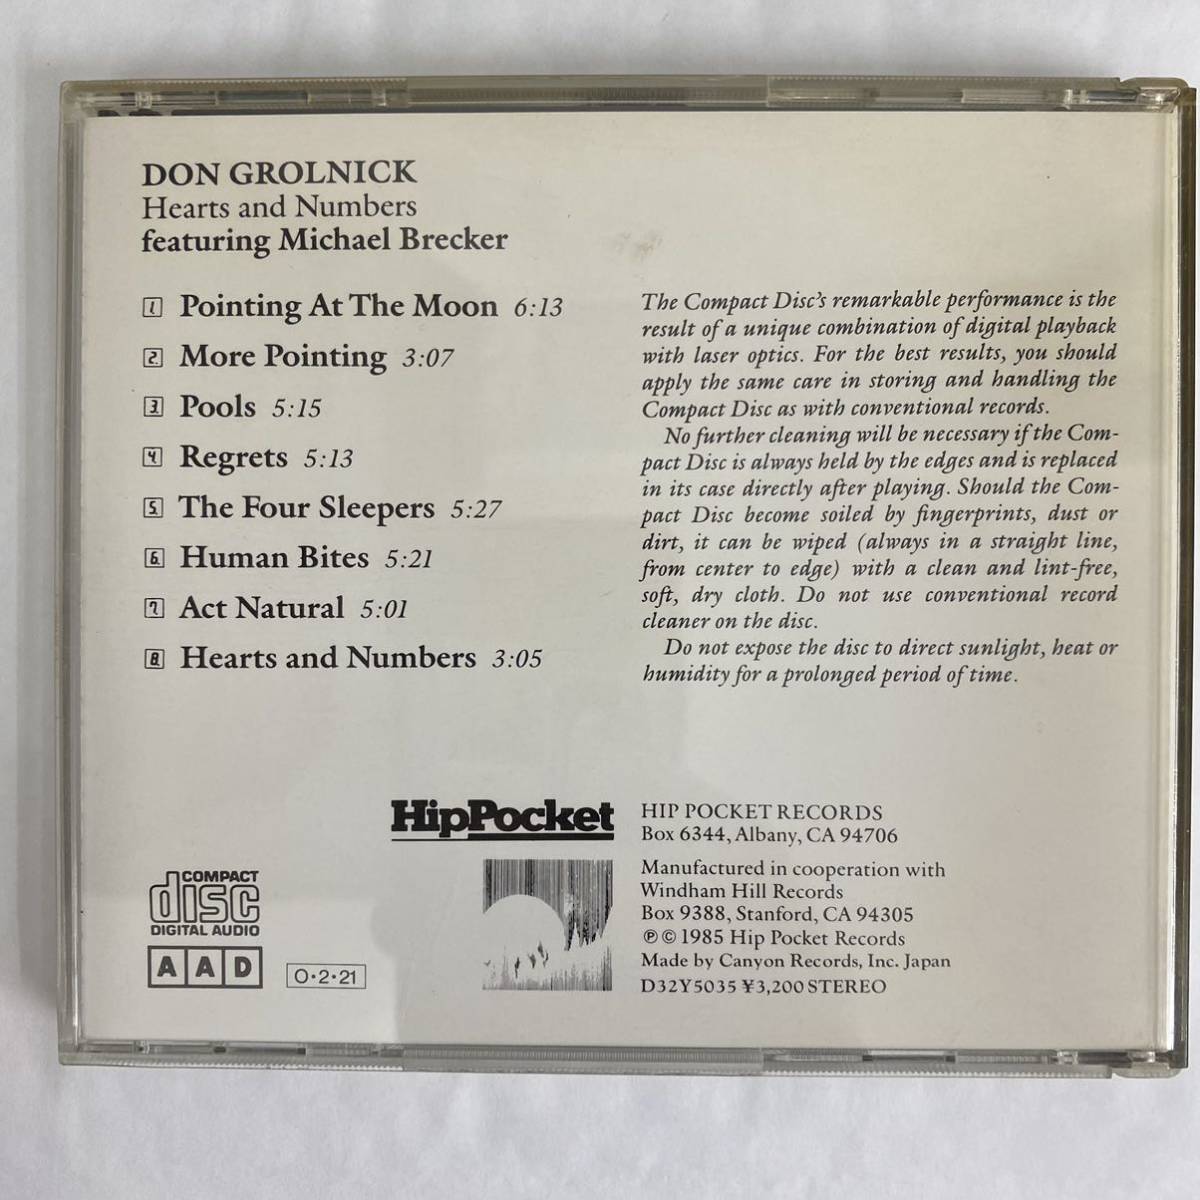 DON GROLNICK
Hearts and Numbers
featuring Michael Brecker
1 Pointing At The Moon 6:13
2. More Pointing 3:07
3 Pools 5:15
4 Regrets 5:13
5. The Four Sleepers 5:27
6. Human Bites 5:21
7 Act Natural 5:01
8. Hearts and Numbers 3:05
The Compact Disc's remarkable performance is the
result of a unique combination of digital playback
with laser optics. For the best results, you should
apply the same care in storing and handling the
Compact Disc as with conventional records.
No further cleaning will be necessary if the Com-
pact Disc is always held by the edges and is replaced
in its case directly after playing. Should the Com-
pact Disc become soiled by fingerprints, dust or
dirt, it can be wiped (always in a straight line,
from center to edge) with a clean and lint-free,
soft, dry cloth. Do not use conventional record
cleaner on the disc.
Do not expose the disc to direct sunlight, heat or
humidity for a prolonged period of time.
HipPocket
HIP POCKET RECORDS
Box 6344, Albany, CA 94706
Manufactured in cooperation with
Windham Hill Records
Box 9388, Stanford, CA 94305
℗ © 1985 Hip Pocket Records
Made by Canyon Records, Inc. Japan
D32Y5035 ¥3,200 STEREO
COMPACT
disc
DIGITAL AUDIO
A A D
O·2·21